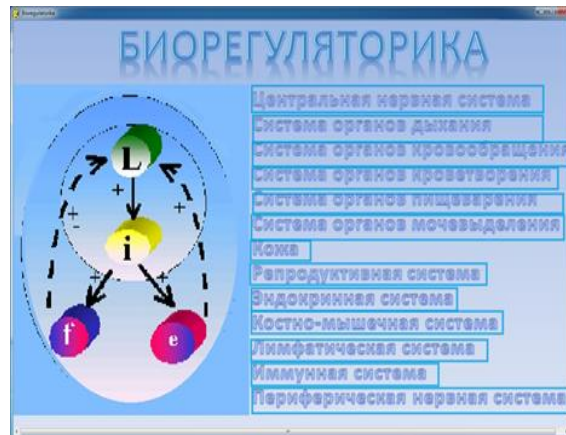 Bioregulatorika
БИОРЕГУЛЯТОРИКА
Центральная нервная система
Система органов дыхания
Система органов кровообращения
Система органов кроветворения
Система органов пищеварения
Система органов мочевыделения
Кожа
Репродуктивная система
Эндокринная система
Костно-мышечная система
Лимфатическая система
Иммунная система
Периферическая нервная система
L
+
+
+
-
i
+
+
f
e